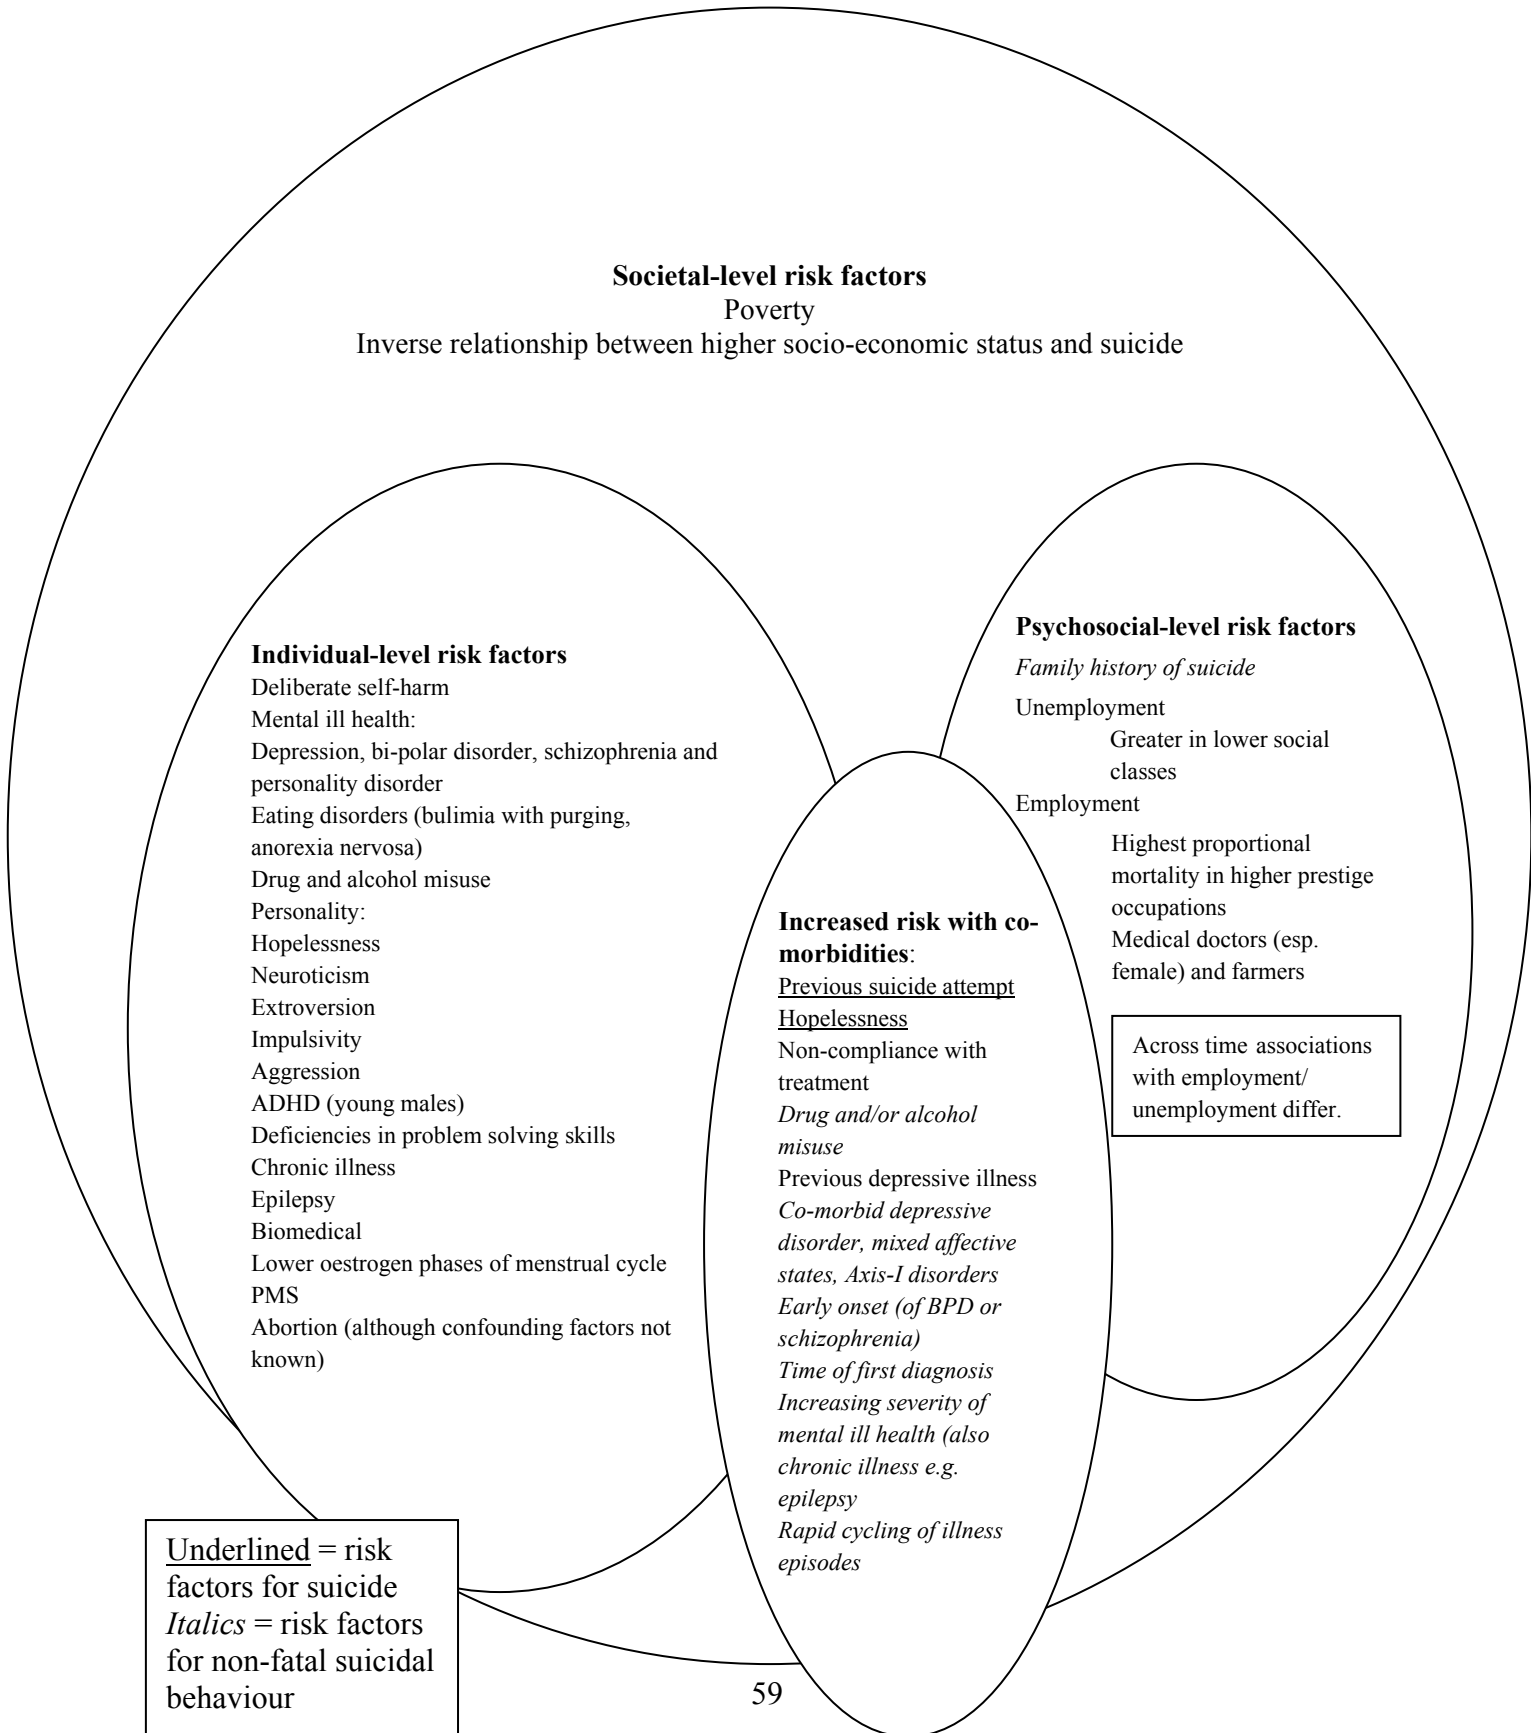 Societal-level risk factors
Poverty
Inverse relationship between higher socio-economic status and suicide
Individual-level risk factors
Deliberate self-harm
Mental ill health:
Depression, bi-polar disorder, schizophrenia and
personality disorder
Eating disorders (bulimia with purging,
anorexia nervosa)
Drug and alcohol misuse
Personality:
Hopelessness
Neuroticism
Extroversion
Impulsivity
Aggression
ADHD (young males)
Deficiencies in problem solving skills
Chronic illness
Epilepsy
Biomedical
Lower oestrogen phases of menstrual cycle
PMS
Abortion (although confounding factors not
known)
Psychosocial-level risk factors
Family history of suicide
Unemployment
Greater in lower social
classes
Employment
Highest proportional
mortality in higher prestige
occupations
Medical doctors (esp.
female) and farmers
Across time associations
with employment/
unemployment differ.
Increased risk with co-
morbidities:
Previous suicide attempt
Hopelessness
Non-compliance with
treatment
Drug and/or alcohol
misuse
Previous depressive illness
Co-morbid depressive
disorder, mixed affective
states, Axis-I disorders
Early onset (of BPD or
schizophrenia)
Time of first diagnosis
Increasing severity of
mental ill health (also
chronic illness e.g.
epilepsy
Rapid cycling of illness
episodes
Underlined = risk
factors for suicide
Italics = risk factors
for non-fatal suicidal
behaviour
59